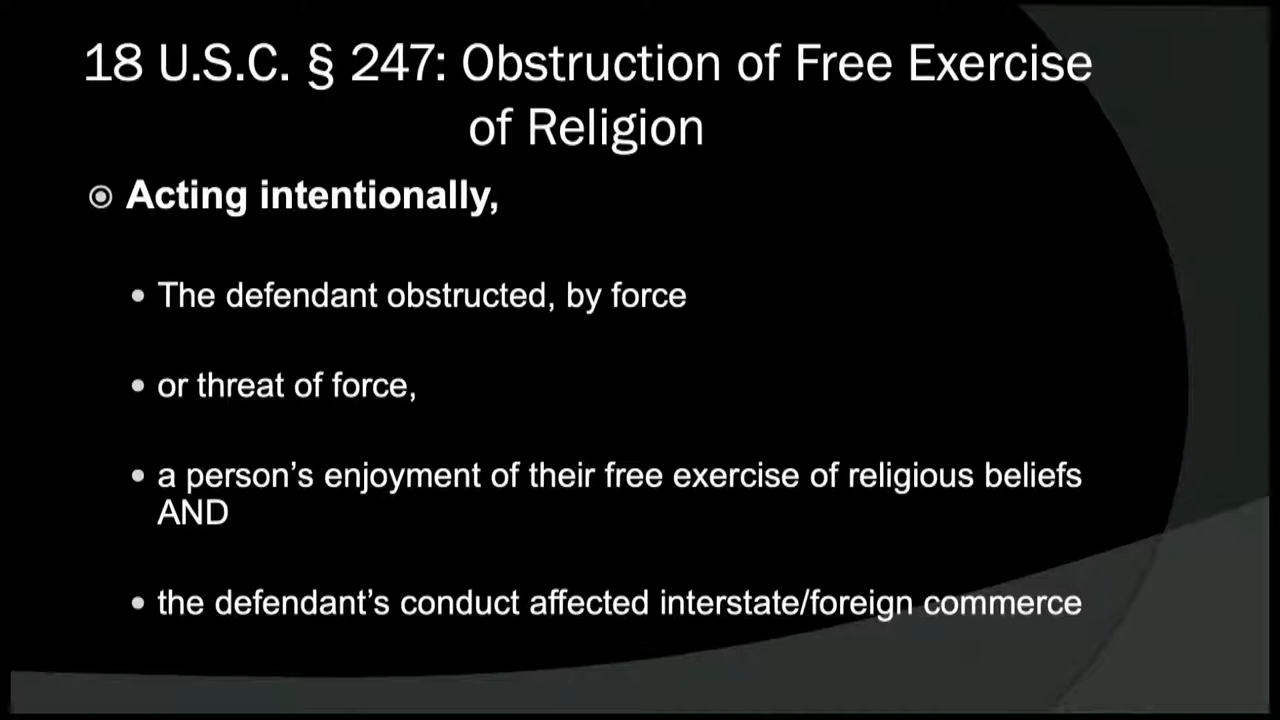 18 U.S.C. § 247: Obstruction of Free Exercise
of Religion
Acting intentionally,
The defendant obstructed, by force
or threat of force,
a person’s enjoyment of their free exercise of religious beliefs
AND
the defendant’s conduct affected interstate/foreign commerce